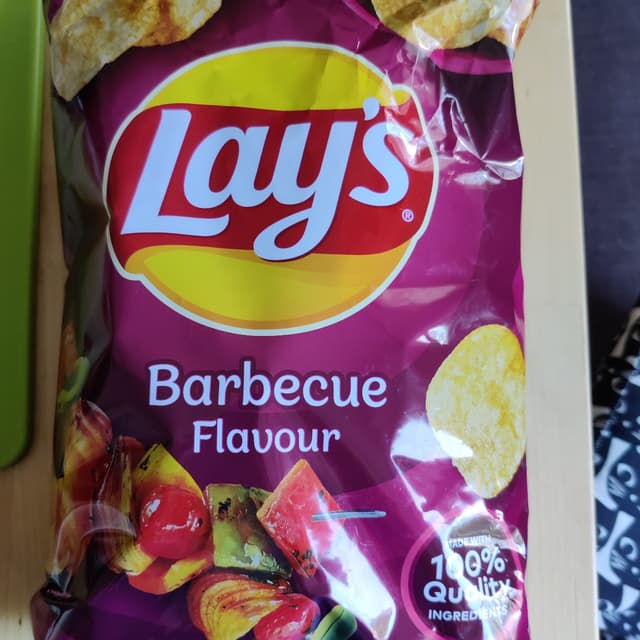 Lay's®
Barbecue
Flavour
MADE WITH
100%
Quality
INGREDIENTS